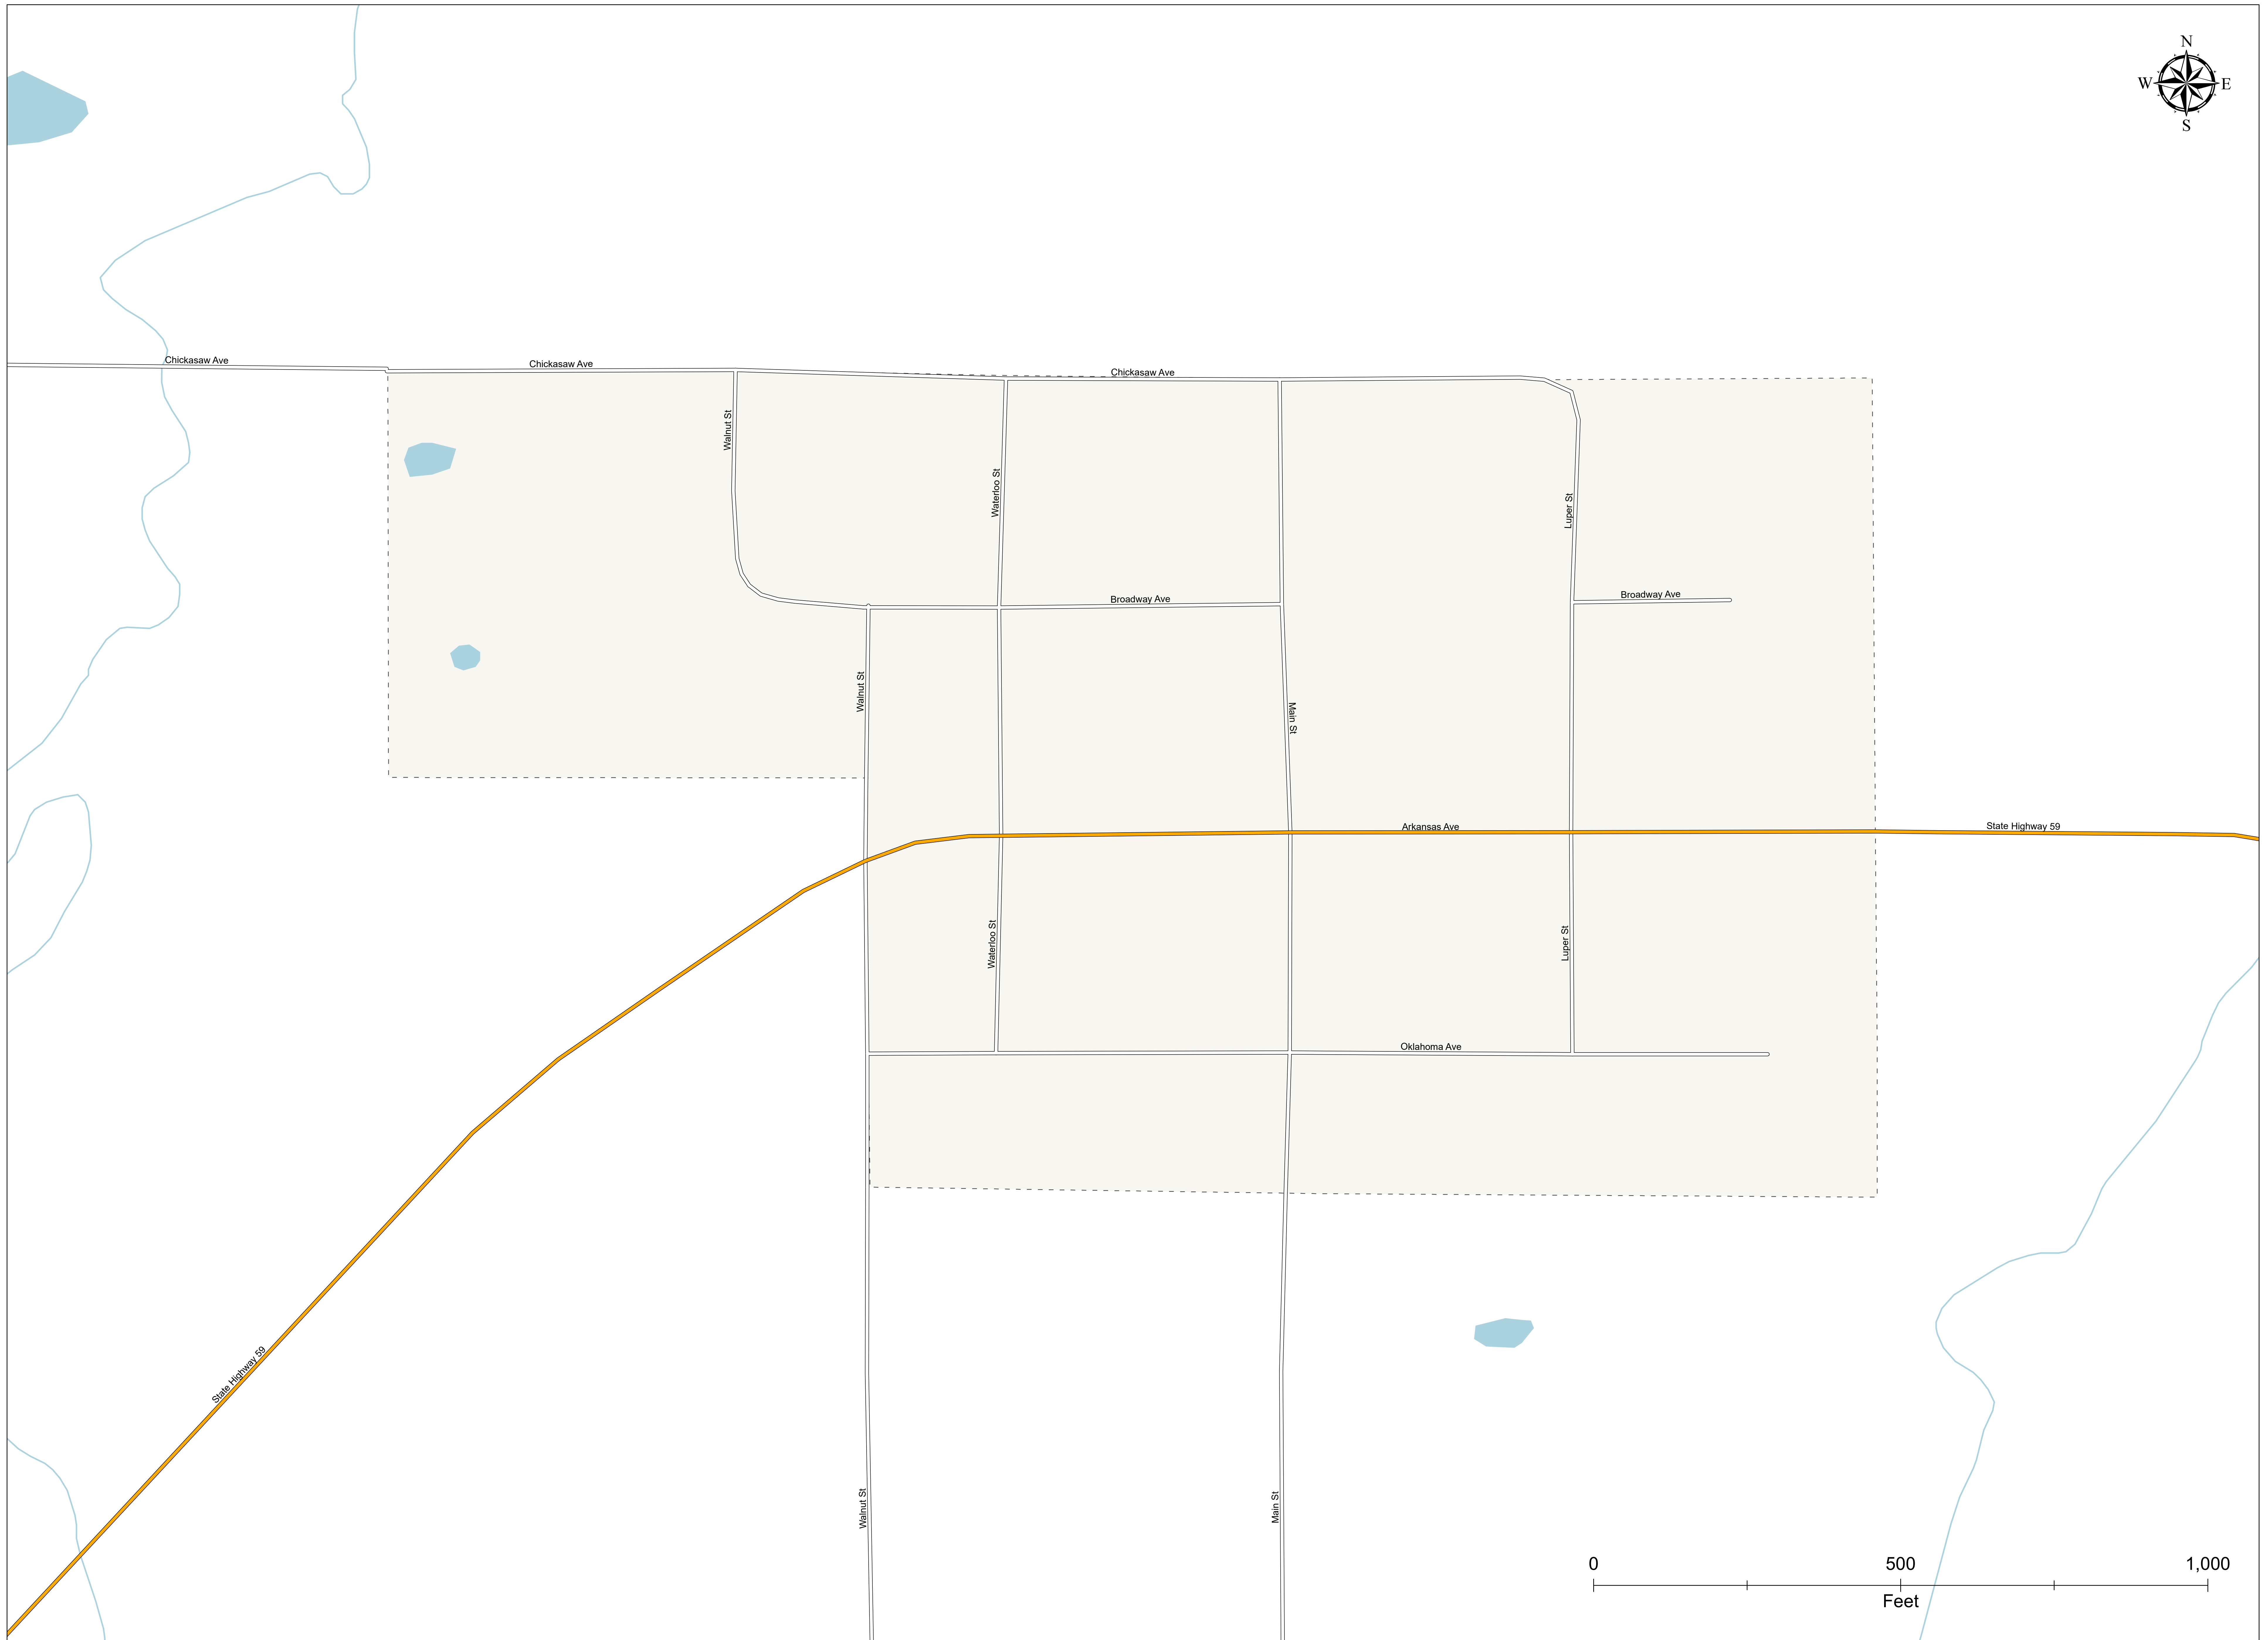 N
W E
S
Chickasaw Ave
Chickasaw Ave
Chickasaw Ave
Walnut St
Waterloo St
Luper St
Broadway Ave
Broadway Ave
Walnut St
Main St
Arkansas Ave
State Highway 59
Waterloo St
Luper St
Oklahoma Ave
State Highway 59
Walnut St
Main St
0 500 1,000
Feet